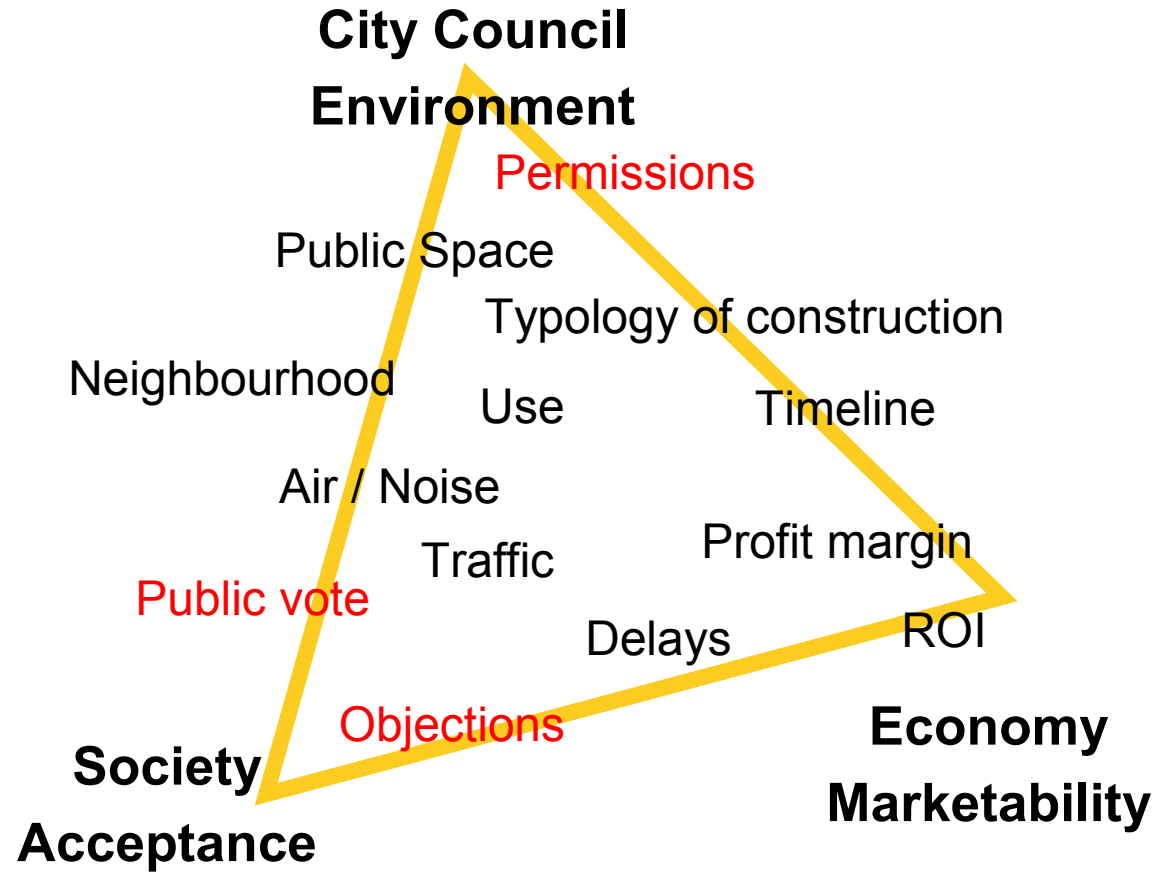 City Council
Environment
Permissions
Public Space
Typology of construction
Neighbourhood
Use
Timeline
Air / Noise
Profit margin
Traffic
Public vote
Delays
ROI
Objections
Economy
Society
Marketability
Acceptance